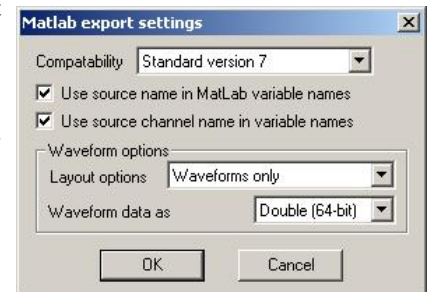 Matlab export settings
Compatability Standard version 7
Use source name in MatLab variable names
Use source channel name in variable names
Waveform options
Layout options Waveforms only
Waveform data as Double (64-bit)
OK Cancel